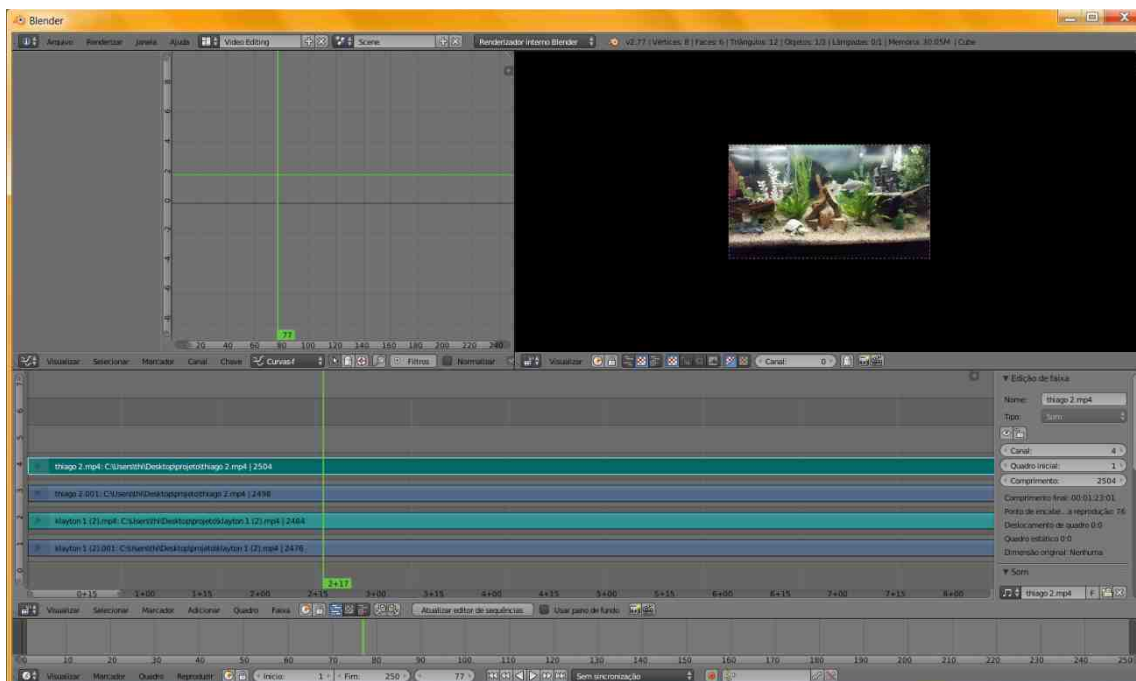 Blender
Arquivo Renderizar Janela Ajuda Video Editing Scene Renderizador interno Blender v2.77 | Vértices: 8 | Faces: 6 | Triângulos: 12 | Objetos: 1/3 | Lâmpadas: 0/1 | Memória: 30.05M | Cube
77
20 40 60 80 100 120 140 160 180 200 220 240
Visualizar Selecionar Marcador Canal Chave Curvas-f Filtros Normalizar
Visualizar Canal: 0
Edição de faixa
Nome: thiago 2.mp4
Tipo: Som
Canal: 4
Quadro inicial: 1
Comprimento: 2504
Comprimento final: 00:01:23:01
Ponto de encaixe... a reprodução: 76
Deslocamento de quadro 0:0
Quadro estático 0:0
Dimensão original: Nenhuma
Som
thiago 2.mp4 F
thiago 2.mp4: C:\Users\thi\Desktop\projeto\thiago 2.mp4 | 2504
thiago 2.001: C:\Users\thi\Desktop\projeto\thiago 2.mp4 | 2498
klayton 1 (2).mp4: C:\Users\thi\Desktop\projeto\klayton 1 (2).mp4 | 2484
klayton 1 (2).001: C:\Users\thi\Desktop\projeto\klayton 1 (2).mp4 | 2476
2+17
0+15 1+00 1+15 2+00 2+15 3+00 3+15 4+00 4+15 5+00 5+15 6+00 6+15 7+00 7+15 8+00
Visualizar Selecionar Marcador Adicionar Quadro Faixa Atualizar editor de sequências Usar pano de fundo
0 10 20 30 40 50 60 70 80 90 100 110 120 130 140 150 160 170 180 190 200 210 220 230 240 250
Visualizar Marcador Quadro Reproduzir Início: 1 Fim: 250 77 Sem sincronização